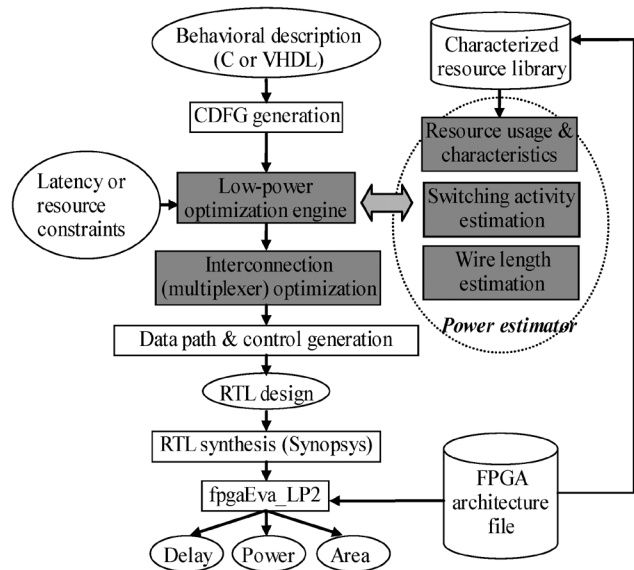 Behavioral description
(C or VHDL)
Characterized
resource library
CDFG generation
Resource usage &
characteristics
Latency or
resource
constraints
Low-power
optimization engine
Switching activity
estimation
Interconnection
(multiplexer) optimization
Wire length
estimation
Power estimator
Data path & control generation
RTL design
RTL synthesis (Synopsys)
FPGA
architecture
file
fpgaEva_LP2
Delay
Power
Area